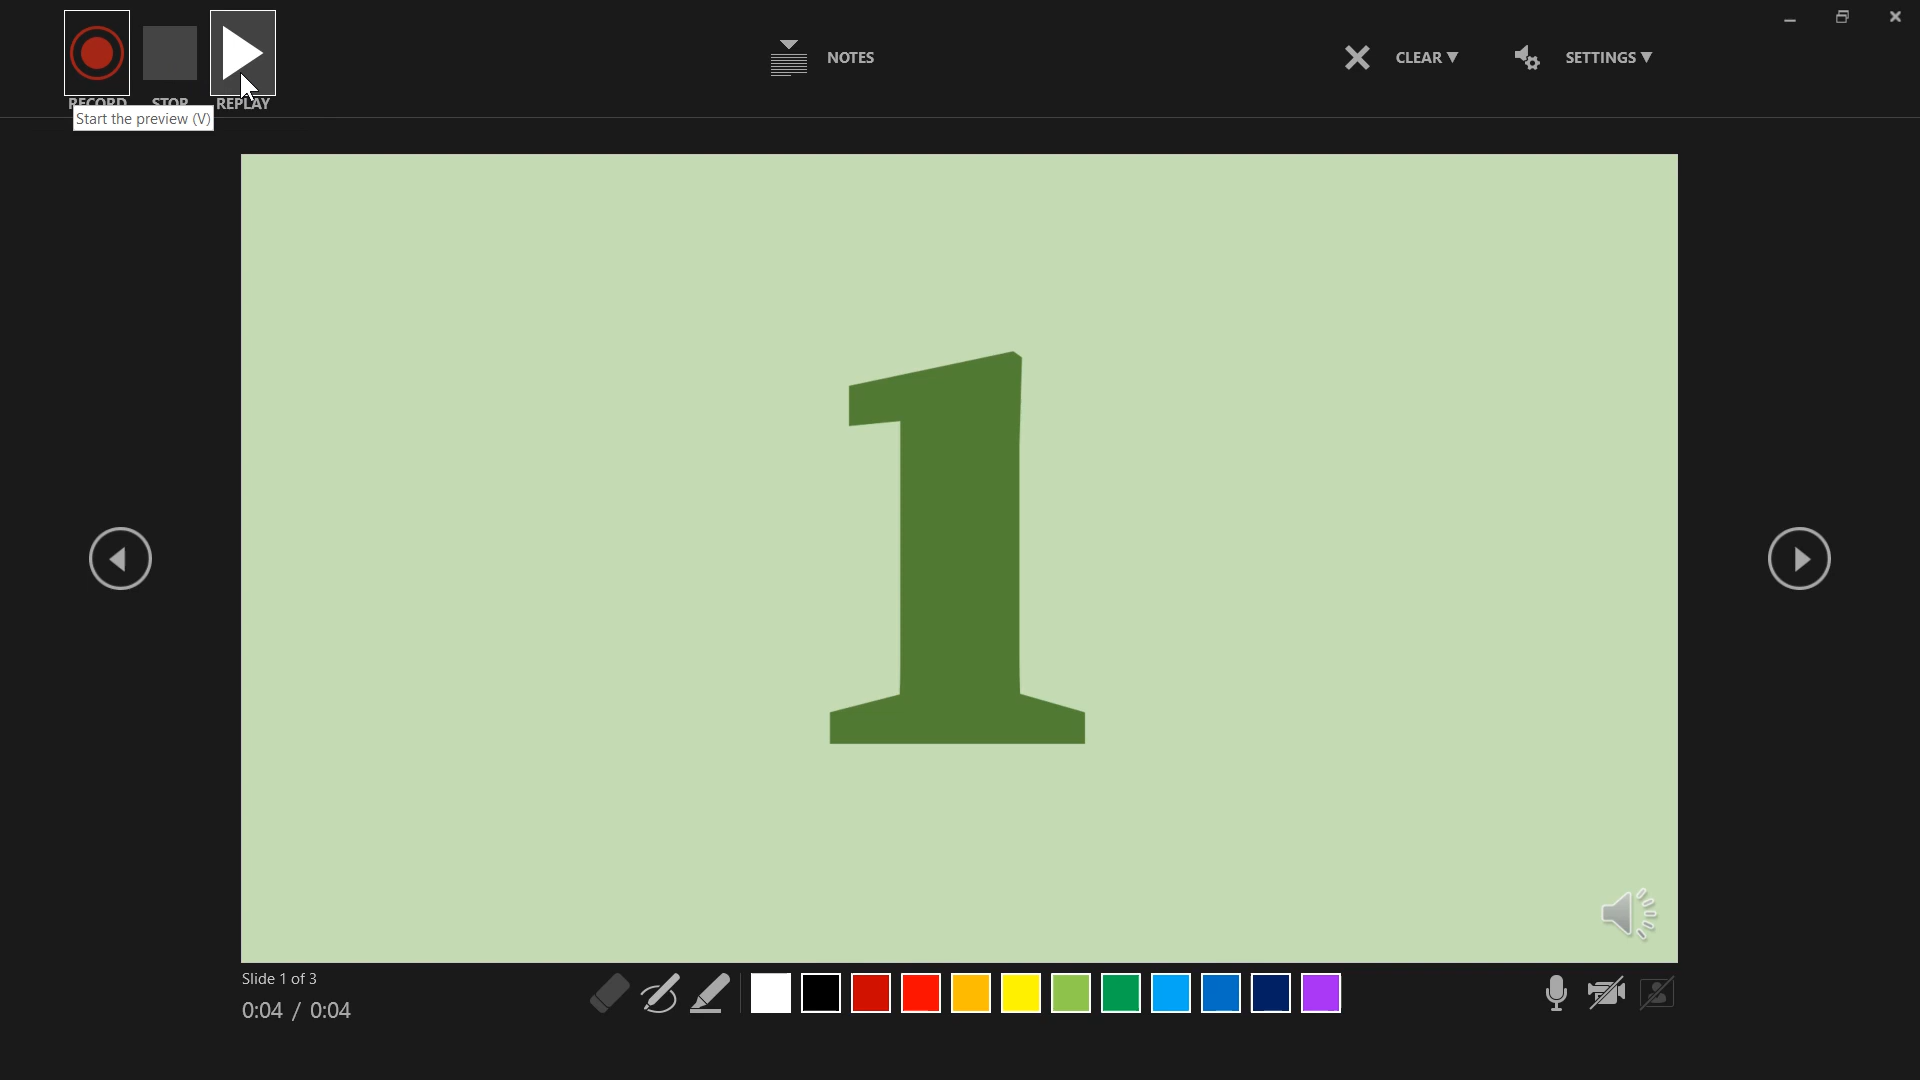 RECORD STOP REPLAY
Start the preview (V)
NOTES
CLEAR ▼
SETTINGS ▼
1
Slide 1 of 3
0:04 / 0:04